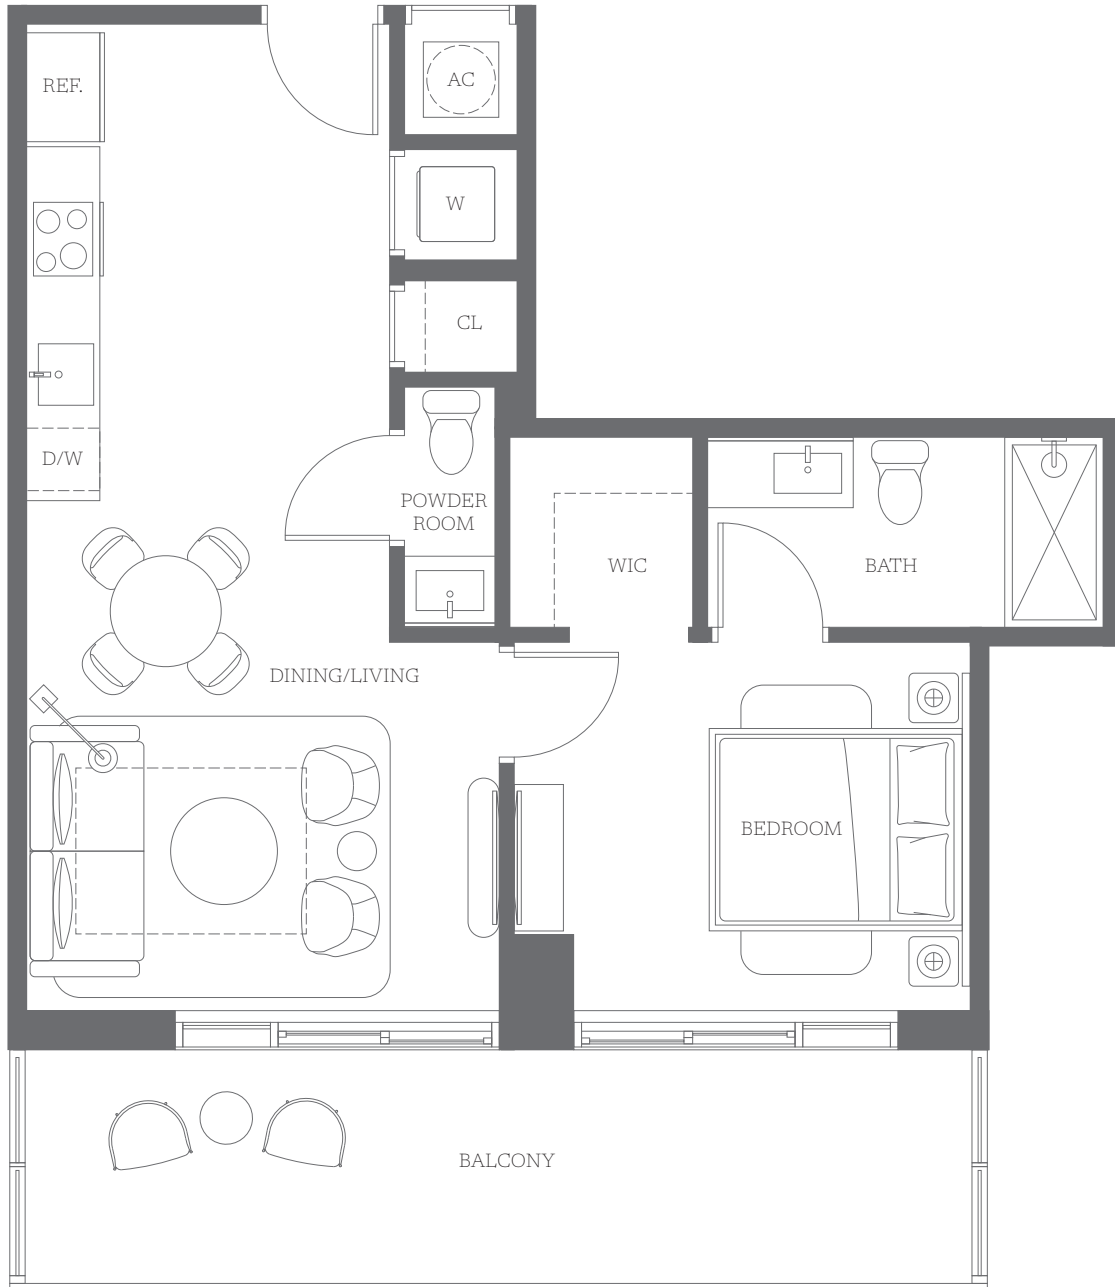 REF.
AC
W
CL
D/W
POWDER
ROOM
WIC
BATH
DINING/LIVING
BEDROOM
BALCONY